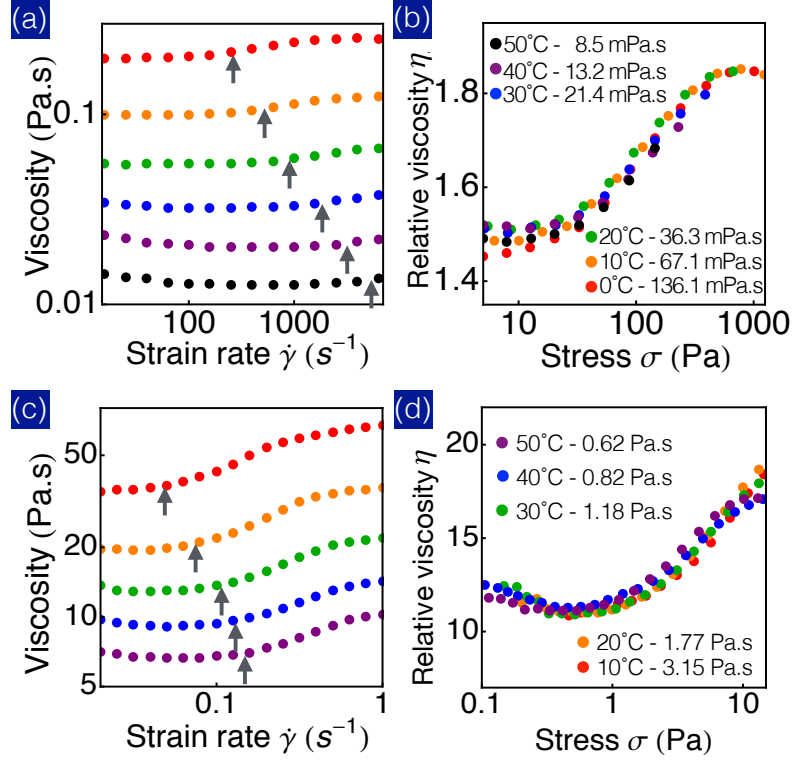 (a)
Viscosity (Pa.s)
0.1
0.01
100
1000
Strain rate γ̇ (s⁻¹)
(b)
Relative viscosity η
1.8
1.6
1.4
50°C - 8.5 mPa.s
40°C - 13.2 mPa.s
30°C - 21.4 mPa.s
20°C - 36.3 mPa.s
10°C - 67.1 mPa.s
0°C - 136.1 mPa.s
10
100
1000
Stress σ (Pa)
(c)
Viscosity (Pa.s)
50
20
10
5
0.1
1
Strain rate γ̇ (s⁻¹)
(d)
Relative viscosity η
20
15
10
50°C - 0.62 Pa.s
40°C - 0.82 Pa.s
30°C - 1.18 Pa.s
20°C - 1.77 Pa.s
10°C - 3.15 Pa.s
0.1
1
10
Stress σ (Pa)